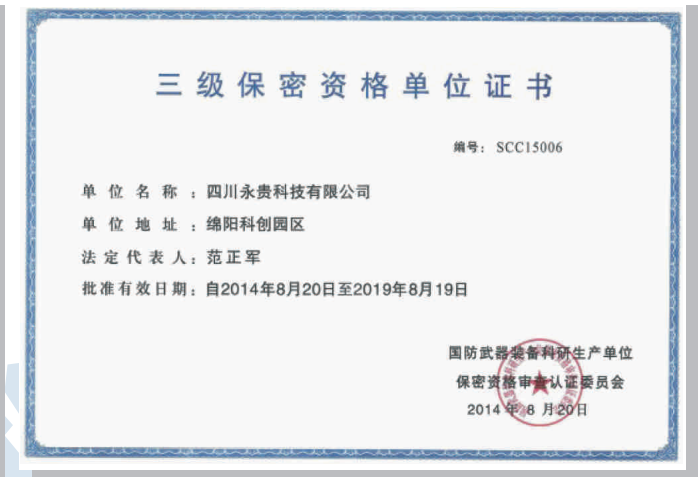 三级保密资格单位证书
编号：SCC15006
单位名称：四川永贵科技有限公司
单位地址：绵阳科创园区
法定代表人：范正军
批准有效日期：自2014年8月20日至2019年8月19日
国防武器装备科研生产单位
保密资格审查认证委员会
2014年8月20日